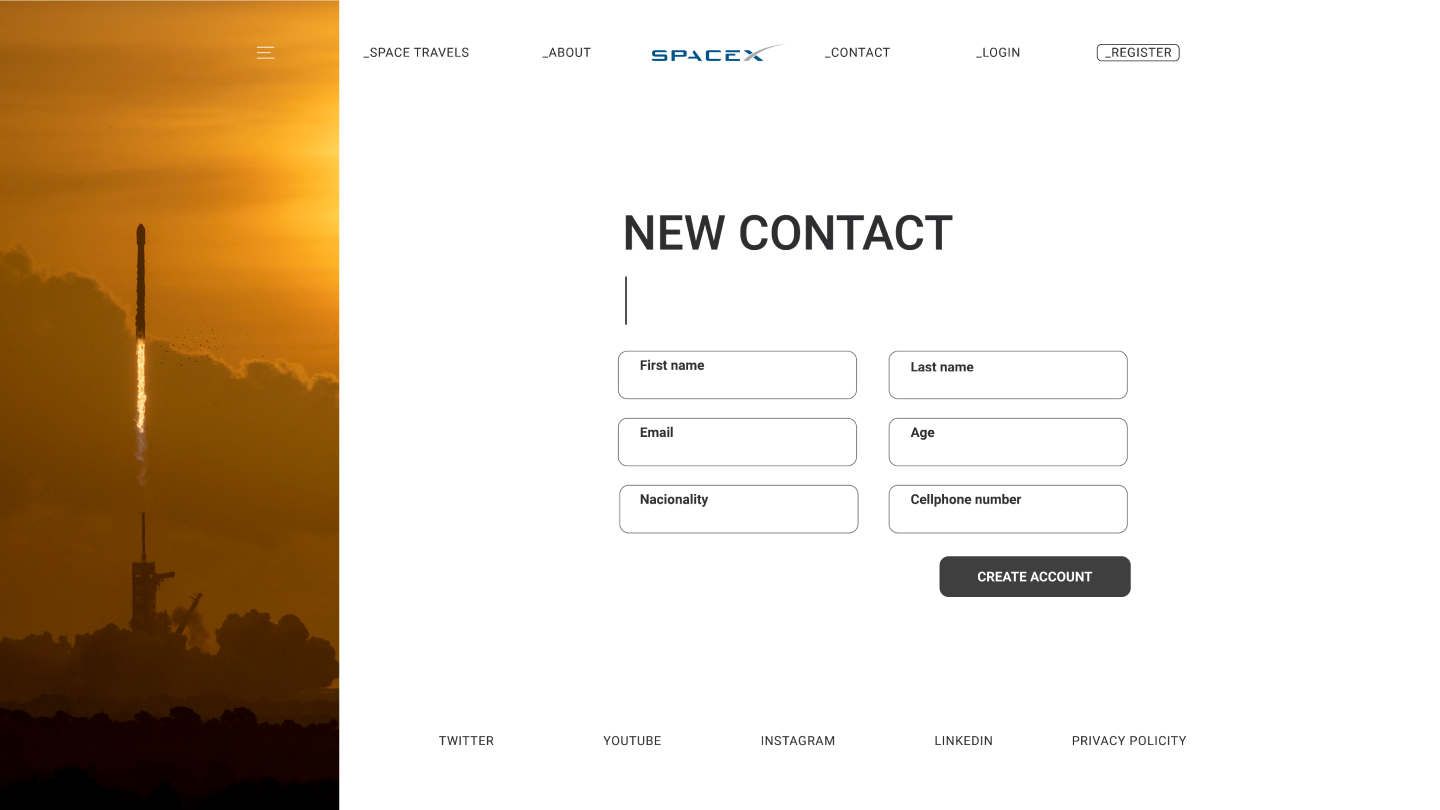 _SPACE TRAVELS
_ABOUT
SPACEX
_CONTACT
_LOGIN
_REGISTER
NEW CONTACT
First name
Last name
Email
Age
Nacionality
Cellphone number
CREATE ACCOUNT
TWITTER
YOUTUBE
INSTAGRAM
LINKEDIN
PRIVACY POLICITY